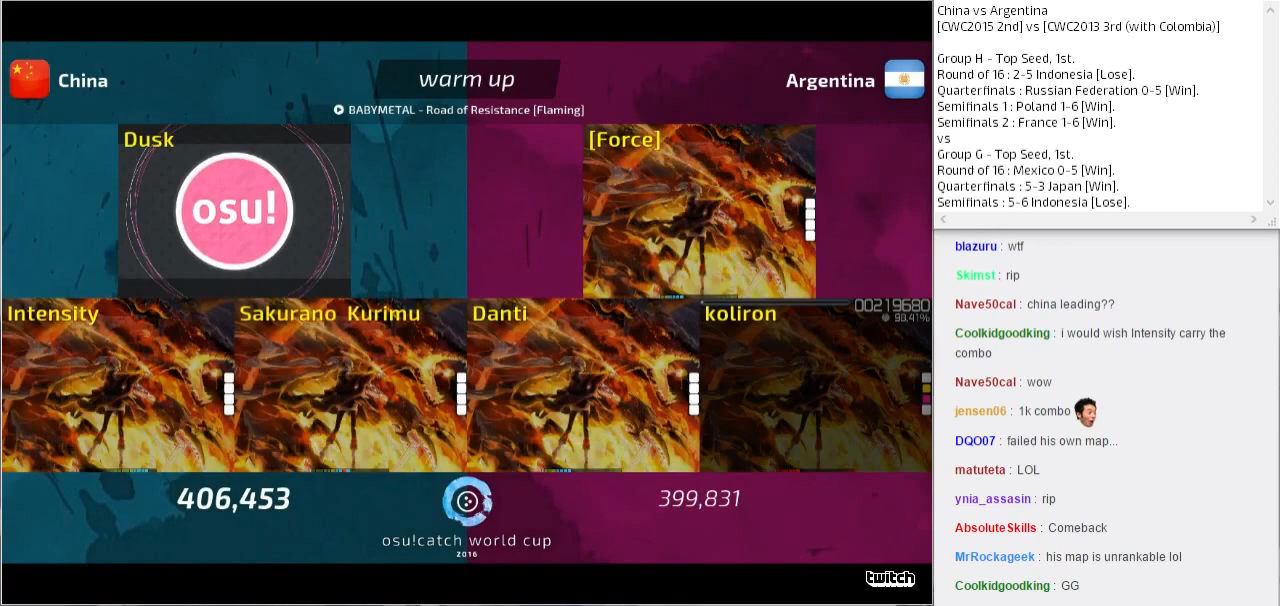 China
warm up
Argentina
BABYMETAL - Road of Resistance [Flaming]
Dusk
osu!
[Force]
Intensity
Sakurano Kurimu
Danti
koliron
00219680
98.41%
406,453
399,831
osu!catch world cup
2016
twitch
China vs Argentina
[CWC2015 2nd] vs [CWC2013 3rd (with Colombia)]
Group H - Top Seed, 1st.
Round of 16 : 2-5 Indonesia [Lose].
Quarterfinals : Russian Federation 0-5 [Win].
Semifinals 1 : Poland 1-6 [Win].
Semifinals 2 : France 1-6 [Win].
vs
Group G - Top Seed, 1st.
Round of 16 : Mexico 0-5 [Win].
Quarterfinals : 5-3 Japan [Win].
Semifinals : 5-6 Indonesia [Lose].
blazuru : wtf
Skimst : rip
Nave50cal : china leading??
Coolkidgoodking : i would wish Intensity carry the
combo
Nave50cal : wow
jensen06 : 1k combo
DQO07 : failed his own map...
matuteta : LOL
ynia_assasin : rip
AbsoluteSkills : Comeback
MrRockageek : his map is unrankable lol
Coolkidgoodking : GG